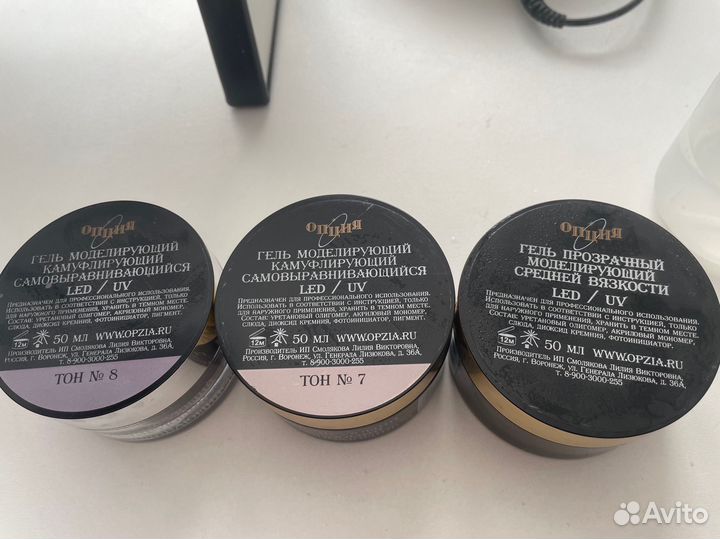 опция
ГЕЛЬ МОДЕЛИРУЮЩИЙ
КАМУФЛИРУЮЩИЙ
САМОВЫРАВНИВАЮЩИЙСЯ
LED / UV
ПРЕДНАЗНАЧЕН ДЛЯ ПРОФЕССИОНАЛЬНОГО ИСПОЛЬЗОВАНИЯ.
ИСПОЛЬЗОВАТЬ В СООТВЕТСТВИИ С ИНСТРУКЦИЕЙ, ТОЛЬКО
ДЛЯ НАРУЖНОГО ПРИМЕНЕНИЯ, ХРАНИТЬ В ТЕМНОМ МЕСТЕ.
СОСТАВ: УРЕТАНОВЫЙ ОЛИГОМЕР, АКРИЛОВЫЙ МОНОМЕР,
СЛЮДА, ДИОКСИД КРЕМНИЯ, ФОТОИНИЦИАТОР, ПИГМЕНТ.
12М 50 МЛ WWW.OPZIA.RU
ПРОИЗВОДИТЕЛЬ ИП СМОЛЯКОВА ЛИЛИЯ ВИКТОРОВНА,
РОССИЯ, Г. ВОРОНЕЖ, УЛ. ГЕНЕРАЛА ЛИЗЮКОВА, Д. 36А,
8-900-3000-255
ТОН № 8
опция
ГЕЛЬ МОДЕЛИРУЮЩИЙ
КАМУФЛИРУЮЩИЙ
САМОВЫРАВНИВАЮЩИЙСЯ
LED / UV
ПРЕДНАЗНАЧЕН ДЛЯ ПРОФЕССИОНАЛЬНОГО ИСПОЛЬЗОВАНИЯ.
ИСПОЛЬЗОВАТЬ В СООТВЕТСТВИИ С ИНСТРУКЦИЕЙ, ТОЛЬКО
ДЛЯ НАРУЖНОГО ПРИМЕНЕНИЯ, ХРАНИТЬ В ТЕМНОМ МЕСТЕ.
СОСТАВ: УРЕТАНОВЫЙ ОЛИГОМЕР, АКРИЛОВЫЙ МОНОМЕР,
СЛЮДА, ДИОКСИД КРЕМНИЯ, ФОТОИНИЦИАТОР, ПИГМЕНТ.
12М 50 МЛ WWW.OPZIA.RU
ПРОИЗВОДИТЕЛЬ ИП СМОЛЯКОВА ЛИЛИЯ ВИКТОРОВНА,
РОССИЯ, Г. ВОРОНЕЖ, УЛ. ГЕНЕРАЛА ЛИЗЮКОВА, Д. 36А,
8-900-3000-255
ТОН № 7
опция
ГЕЛЬ ПРОЗРАЧНЫЙ
МОДЕЛИРУЮЩИЙ
СРЕДНЕЙ ВЯЗКОСТИ
LED / UV
ПРЕДНАЗНАЧЕН ДЛЯ ПРОФЕССИОНАЛЬНОГО ИСПОЛЬЗОВАНИЯ.
ИСПОЛЬЗОВАТЬ В СООТВЕТСТВИИ С ИНСТРУКЦИЕЙ, ТОЛЬКО
ДЛЯ НАРУЖНОГО ПРИМЕНЕНИЯ, ХРАНИТЬ В ТЕМНОМ МЕСТЕ.
СОСТАВ: УРЕТАНОВЫЙ ОЛИГОМЕР, АКРИЛОВЫЙ МОНОМЕР,
СЛЮДА, ДИОКСИД КРЕМНИЯ, ФОТОИНИЦИАТОР.
12М 50 МЛ WWW.OPZIA.RU
ПРОИЗВОДИТЕЛЬ ИП СМОЛЯКОВА ЛИЛИЯ ВИКТОРОВНА,
РОССИЯ, Г. ВОРОНЕЖ, УЛ. ГЕНЕРАЛА ЛИЗЮКОВА, Д. 36А,
Т. 8-900-3000-255
Avito